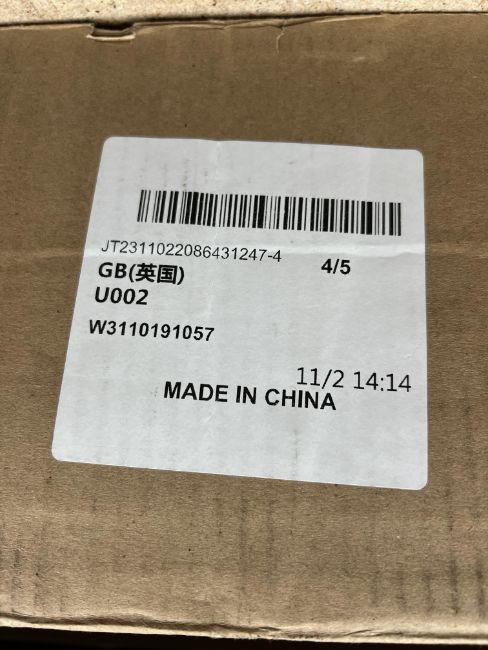 JT2311022086431247-4
4/5
GB(英国)
U002
W3110191057
11/2 14:14
MADE IN CHINA